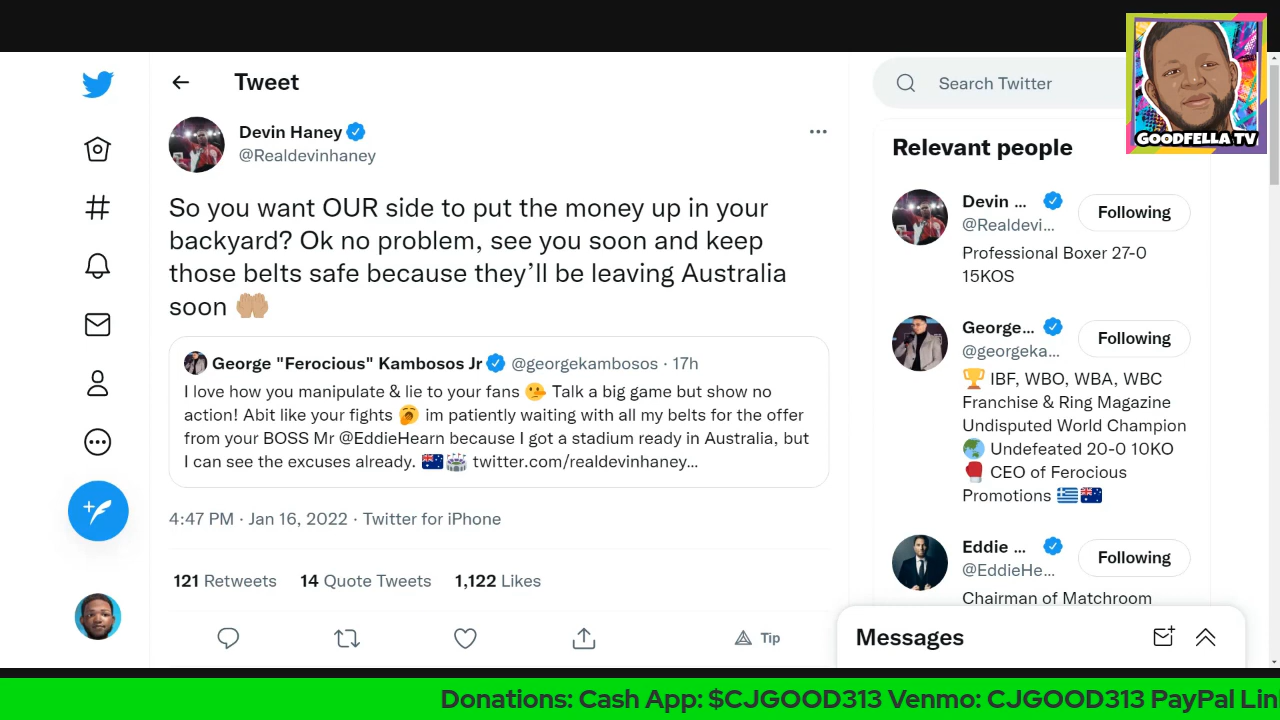 GOODFELLA TV
Tweet
Search Twitter
Devin Haney
@Realdevinhaney
So you want OUR side to put the money up in your
backyard? Ok no problem, see you soon and keep
those belts safe because they’ll be leaving Australia
soon 🤲🏼
George "Ferocious" Kambosos Jr @georgekambosos · 17h
I love how you manipulate & lie to your fans 🫤 Talk a big game but show no
action! Abit like your fights 🥱 im patiently waiting with all my belts for the offer
from your BOSS Mr @EddieHearn because I got a stadium ready in Australia, but
I can see the excuses already. 🇦🇺🏟 twitter.com/realdevinhaney...
4:47 PM · Jan 16, 2022 · Twitter for iPhone
121 Retweets 14 Quote Tweets 1,122 Likes
Tip
Relevant people
Devin ...
@Realdevi...
Following
Professional Boxer 27-0
15KOS
George...
@georgeka...
Following
🏆 IBF, WBO, WBA, WBC
Franchise & Ring Magazine
Undisputed World Champion
🌏 Undefeated 20-0 10KO
🥊 CEO of Ferocious
Promotions 🇬🇷🇦🇺
Eddie ...
@EddieHe...
Following
Chairman of Matchroom
Messages
Donations: Cash App: $CJGOOD313 Venmo: CJGOOD313 PayPal Lin